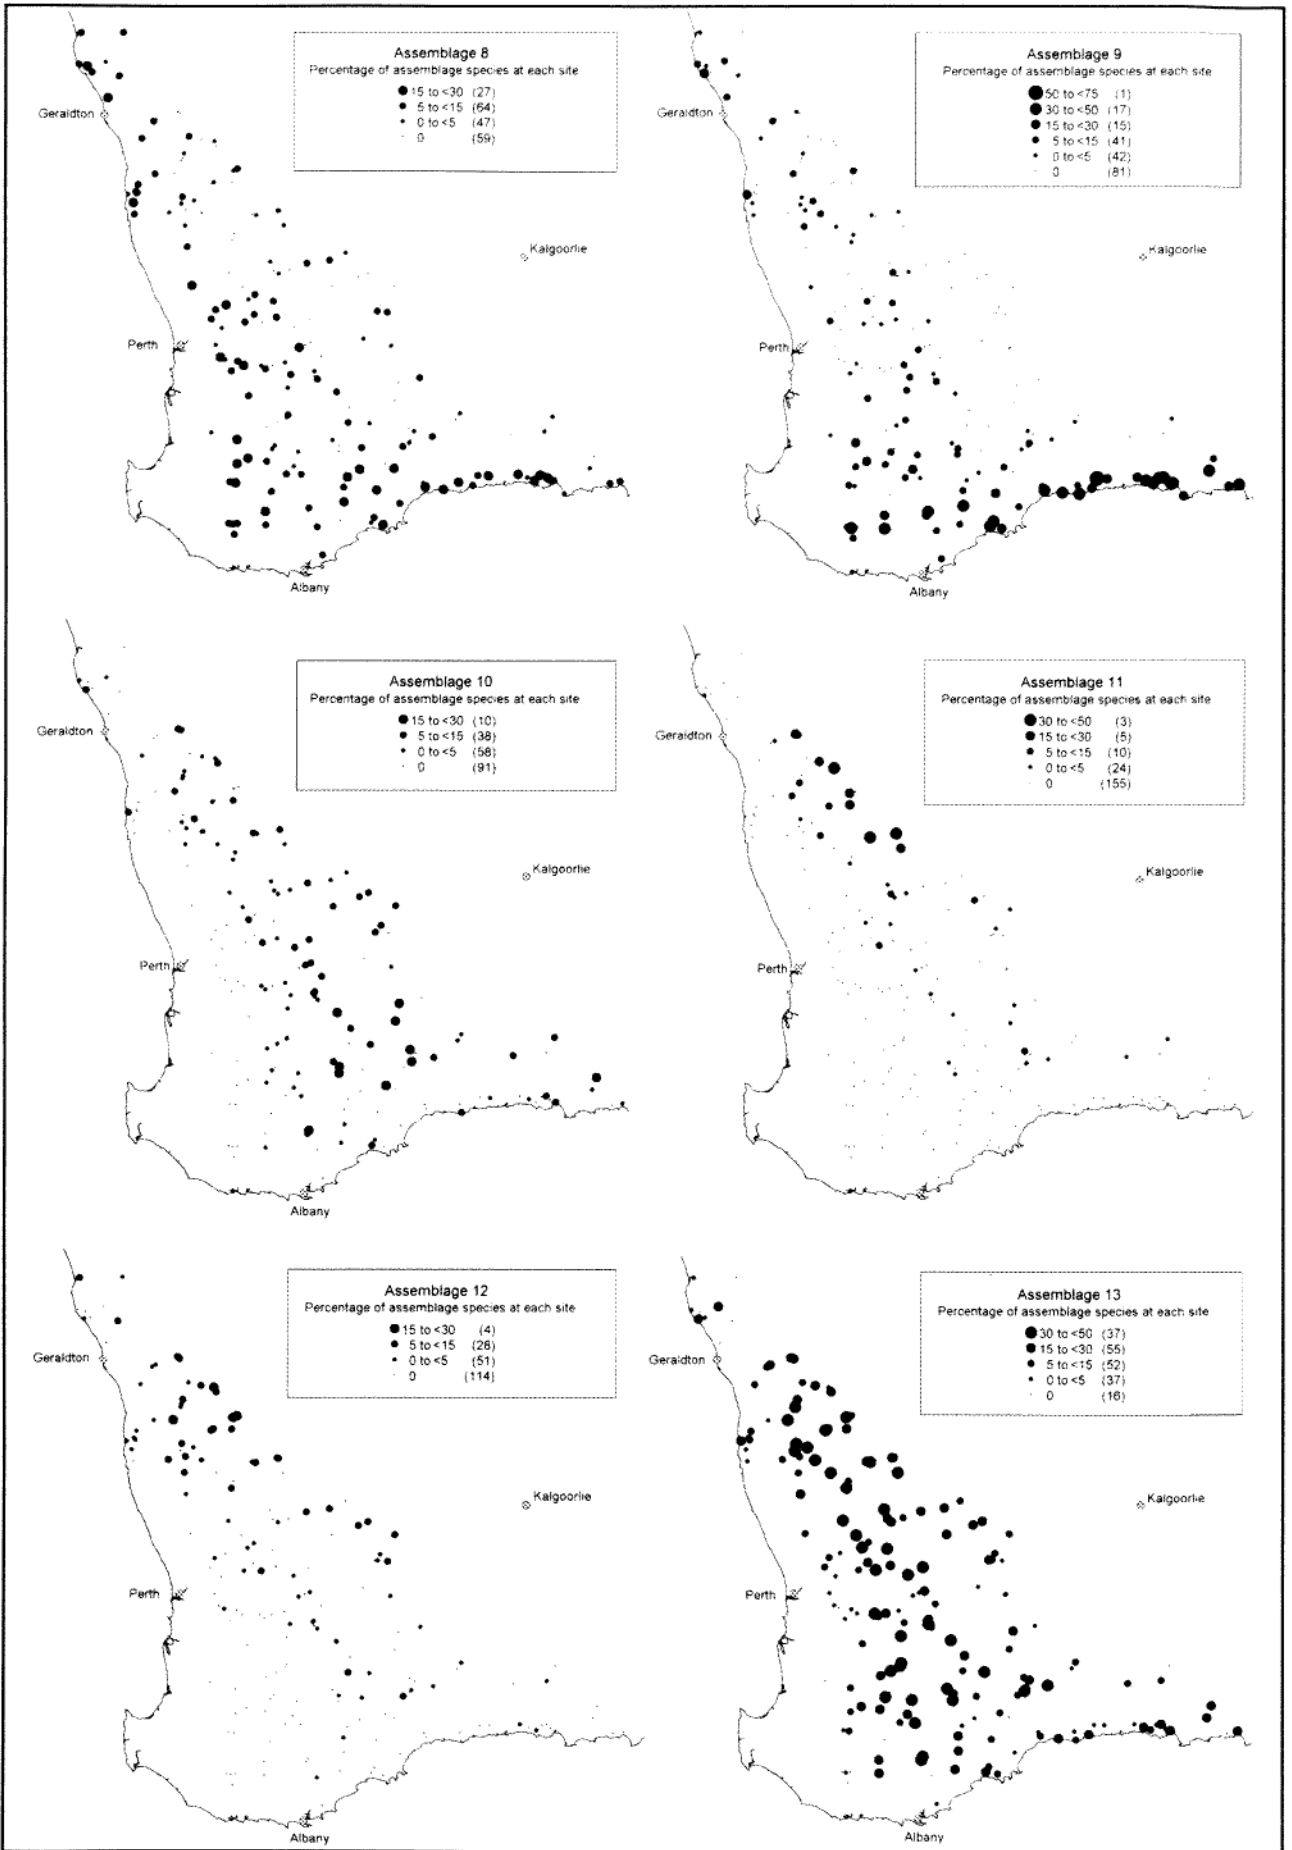 Assemblage 8
Percentage of assemblage species at each site
15 to <30 (27)
5 to <15 (64)
0 to <5 (47)
0 (59)
Geraldton
Kalgoorlie
Perth
Albany
Assemblage 9
Percentage of assemblage species at each site
50 to <75 (1)
30 to <50 (17)
15 to <30 (15)
5 to <15 (41)
0 to <5 (42)
0 (81)
Geraldton
Kalgoorlie
Perth
Albany
Assemblage 10
Percentage of assemblage species at each site
15 to <30 (10)
5 to <15 (38)
0 to <5 (58)
0 (91)
Geraldton
Kalgoorlie
Perth
Albany
Assemblage 11
Percentage of assemblage species at each site
30 to <50 (3)
15 to <30 (5)
5 to <15 (10)
0 to <5 (24)
0 (155)
Geraldton
Kalgoorlie
Perth
Assemblage 12
Percentage of assemblage species at each site
15 to <30 (4)
5 to <15 (28)
0 to <5 (51)
0 (114)
Geraldton
Kalgoorlie
Perth
Albany
Assemblage 13
Percentage of assemblage species at each site
30 to <50 (37)
15 to <30 (55)
5 to <15 (52)
0 to <5 (37)
0 (16)
Geraldton
Kalgoorlie
Perth
Albany